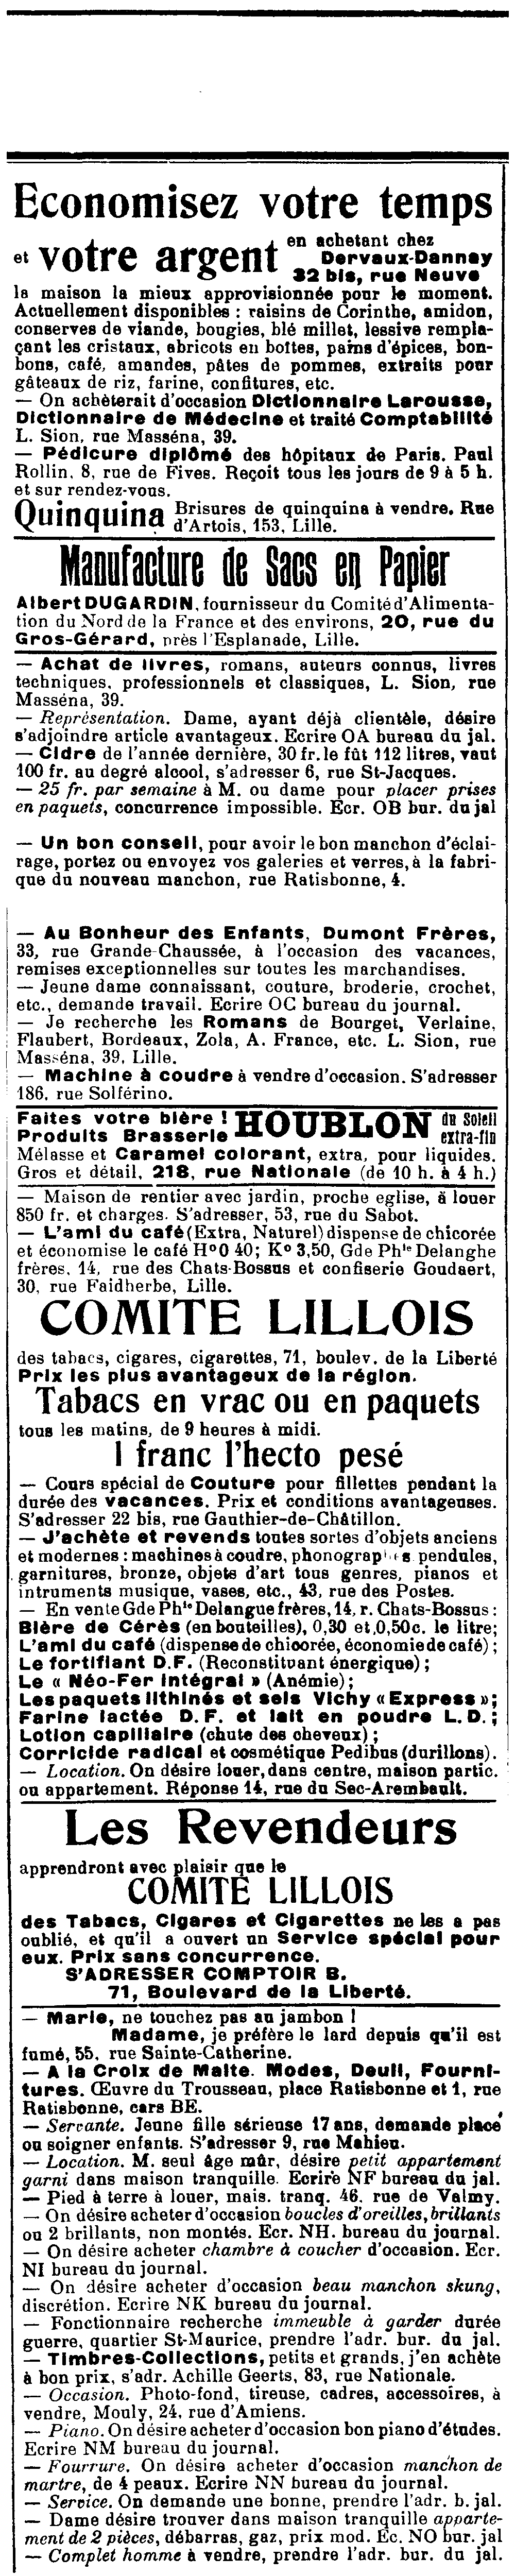 Economisez votre temps
et votre argent en achetant chez
Dervaux-Dannay
32 bis, rue Neuve
la maison la mieux approvisionnée pour le moment.
Actuellement disponibles : raisins de Corinthe, amidon,
conserves de viande, bougies, blé millet, lessive rempla-
çant les cristaux, abricots en boîtes, pains d'épices, bon-
bons, café, amandes, pâtes de pommes, extraits pour
gâteaux de riz, farine, confitures, etc.
— On achèterait d'occasion Dictionnaire Larousse,
Dictionnaire de Médecine et traité Comptabilité
L. Sion, rue Masséna, 39.
— Pédicure diplômé des hôpitaux de Paris. Paul
Rollin, 8, rue de Fives. Reçoit tous les jours de 9 à 5 h.
et sur rendez-vous.
Quinquina Brisures de quinquina à vendre. Rue
d'Artois, 153, Lille.
Manufacture de Sacs en Papier
Albert DUGARDIN, fournisseur du Comité d'Alimenta-
tion du Nord de la France et des environs, 20, rue du
Gros-Gérard, près l'Esplanade, Lille.
— Achat de livres, romans, auteurs connus, livres
techniques, professionnels et classiques, L. Sion, rue
Masséna, 39.
— Représentation. Dame, ayant déjà clientèle, désire
s'adjoindre article avantageux. Ecrire OA bureau du jal.
— Cidre de l'année dernière, 30 fr. le fût 112 litres, vaut
100 fr. au degré alcool, s'adresser 6, rue St-Jacques.
— 25 fr. par semaine à M. ou dame pour placer prises
en paquets, concurrence impossible. Ecr. OB bur. du jal
— Un bon conseil, pour avoir le bon manchon d'éclai-
rage, portez ou envoyez vos galeries et verres, à la fabri-
que du nouveau manchon, rue Ratisbonne, 4.
— Au Bonheur des Enfants, Dumont Frères,
33, rue Grande-Chaussée, à l'occasion des vacances,
remises exceptionnelles sur toutes les marchandises.
— Jeune dame connaissant, couture, broderie, crochet,
etc., demande travail. Ecrire OC bureau du journal.
— Je recherche les Romans de Bourget, Verlaine,
Flaubert, Bordeaux, Zola, A. France, etc. L. Sion, rue
Masséna, 39, Lille.
— Machine à coudre à vendre d'occasion. S'adresser
186, rue Solférino.
Faites votre bière ! HOUBLON du Soleil
Produits Brasserie extra-fin
Mélasse et Caramel colorant, extra, pour liquides.
Gros et détail, 218, rue Nationale (de 10 h. à 4 h.)
— Maison de rentier avec jardin, proche eglise, à louer
850 fr. et charges. S'adresser, 53, rue du Sabot.
— L'ami du café (Extra, Naturel) dispense de chicorée
et économise le café Hº0 40; Kº 3,50, Gde Phie Delanghe
frères, 14, rue des Chats-Bossus et confiserie Goudaert,
30, rue Faidherbe, Lille.
COMITE LILLOIS
des tabacs, cigares, cigarettes, 71, boulev. de la Liberté
Prix les plus avantageux de la région.
Tabacs en vrac ou en paquets
tous les matins, de 9 heures à midi.
1 franc l'hecto pesé
— Cours spécial de Couture pour fillettes pendant la
durée des vacances. Prix et conditions avantageuses.
S'adresser 22 bis, rue Gauthier-de-Châtillon.
— J'achète et revends toutes sortes d'objets anciens
et modernes : machines à coudre, phonographes, pendules,
garnitures, bronze, objets d'art tous genres, pianos et
intruments musique, vases, etc., 43, rue des Postes.
— En vente Gde Phie Delangue frères, 14, r. Chats-Bossus :
Bière de Cérès (en bouteilles), 0,30 et 0,50 c. le litre;
L'ami du café (dispense de chicorée, économie de café) ;
Le fortifiant D.F. (Reconstituant énergique) ;
Le « Néo-Fer intégral » (Anémie) ;
Les paquets lithinés et sels Vichy « Express » ;
Farine lactée D. F. et lait en poudre L. D. ;
Lotion capillaire (chute des cheveux) ;
Corricide radical et cosmétique Pedibus (durillons).
— Location. On désire louer, dans centre, maison partic.
ou appartement. Réponse 14, rue du Sec-Arembault.
Les Revendeurs
apprendront avec plaisir que le
COMITÉ LILLOIS
des Tabacs, Cigares et Cigarettes ne les a pas
oublié, et qu'il a ouvert un Service spécial pour
eux. Prix sans concurrence.
S'ADRESSER COMPTOIR B.
71, Boulevard de la Liberté.
— Marie, ne touchez pas au jambon !
Madame, je préfère le lard depuis qu'il est
fumé, 55, rue Sainte-Catherine.
— A la Croix de Malte. Modes, Deuil, Fourni-
tures. Œuvre du Trousseau, place Ratisbonne et 1, rue
Ratisbonne, cars BE.
— Servante. Jeune fille sérieuse 17 ans, demande place
ou soigner enfants. S'adresser 9, rue Mahieu.
— Location. M. seul âge mûr, désire petit appartement
garni dans maison tranquille. Ecrire NF bureau du jal.
— Pied à terre à louer, mais. tranq. 46. rue de Valmy.
— On désire acheter d'occasion boucles d'oreilles, brillants
ou 2 brillants, non montés. Ecr. NH. bureau du journal.
— On désire acheter chambre à coucher d'occasion. Ecr.
NI bureau du journal.
— On désire acheter d'occasion beau manchon skung,
discrétion. Ecrire NK bureau du journal.
— Fonctionnaire recherche immeuble à garder durée
guerre, quartier St-Maurice, prendre l'adr. bur. du jal.
— Timbres-Collections, petits et grands, j'en achète
à bon prix, s'adr. Achille Geerts, 83, rue Nationale.
— Occasion. Photo-fond, tireuse, cadres, accessoires, à
vendre, Mouly, 24, rue d'Amiens.
— Piano. On désire acheter d'occasion bon piano d'études.
Ecrire NM bureau du journal.
— Fourrure. On désire acheter d'occasion manchon de
martre, de 4 peaux. Ecrire NN bureau du journal.
— Service. On demande une bonne, prendre l'adr. b. jal.
— Dame désire trouver dans maison tranquille apparte-
ment de 2 pièces, débarras, gaz, prix mod. Ec. NO bur. jal
— Complet homme à vendre, prendre l'adr. bur. du jal.